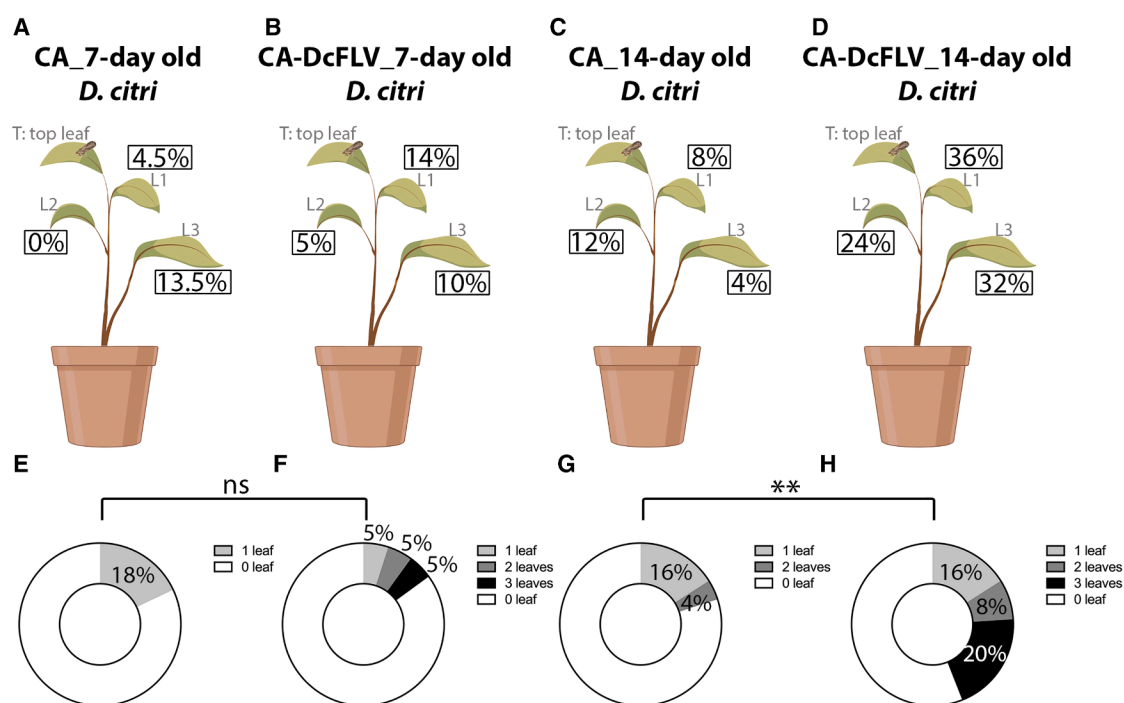 A
CA_7-day old
D. citri
T: top leaf
4.5%
L1
L2
0%
L3
13.5%
B
CA-DcFLV_7-day old
D. citri
T: top leaf
14%
L1
L2
5%
L3
10%
C
CA_14-day old
D. citri
T: top leaf
8%
L1
L2
12%
L3
4%
D
CA-DcFLV_14-day old
D. citri
T: top leaf
36%
L1
L2
24%
L3
32%
E
ns
18%
1 leaf
0 leaf
F
5%
5%
5%
1 leaf
2 leaves
3 leaves
0 leaf
G
**
16%
4%
1 leaf
2 leaves
0 leaf
H
16%
8%
20%
1 leaf
2 leaves
3 leaves
0 leaf